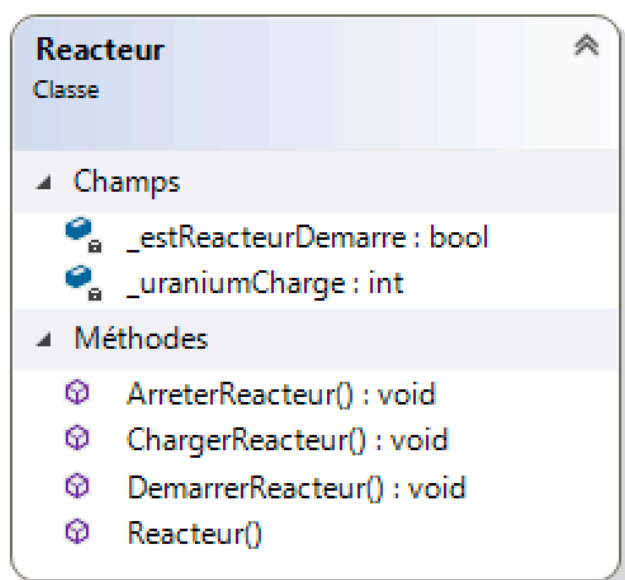 Reacteur
Classe
Champs
_estReacteurDemarre : bool
_uraniumCharge : int
Méthodes
ArreterReacteur() : void
ChargerReacteur() : void
DemarrerReacteur() : void
Reacteur()